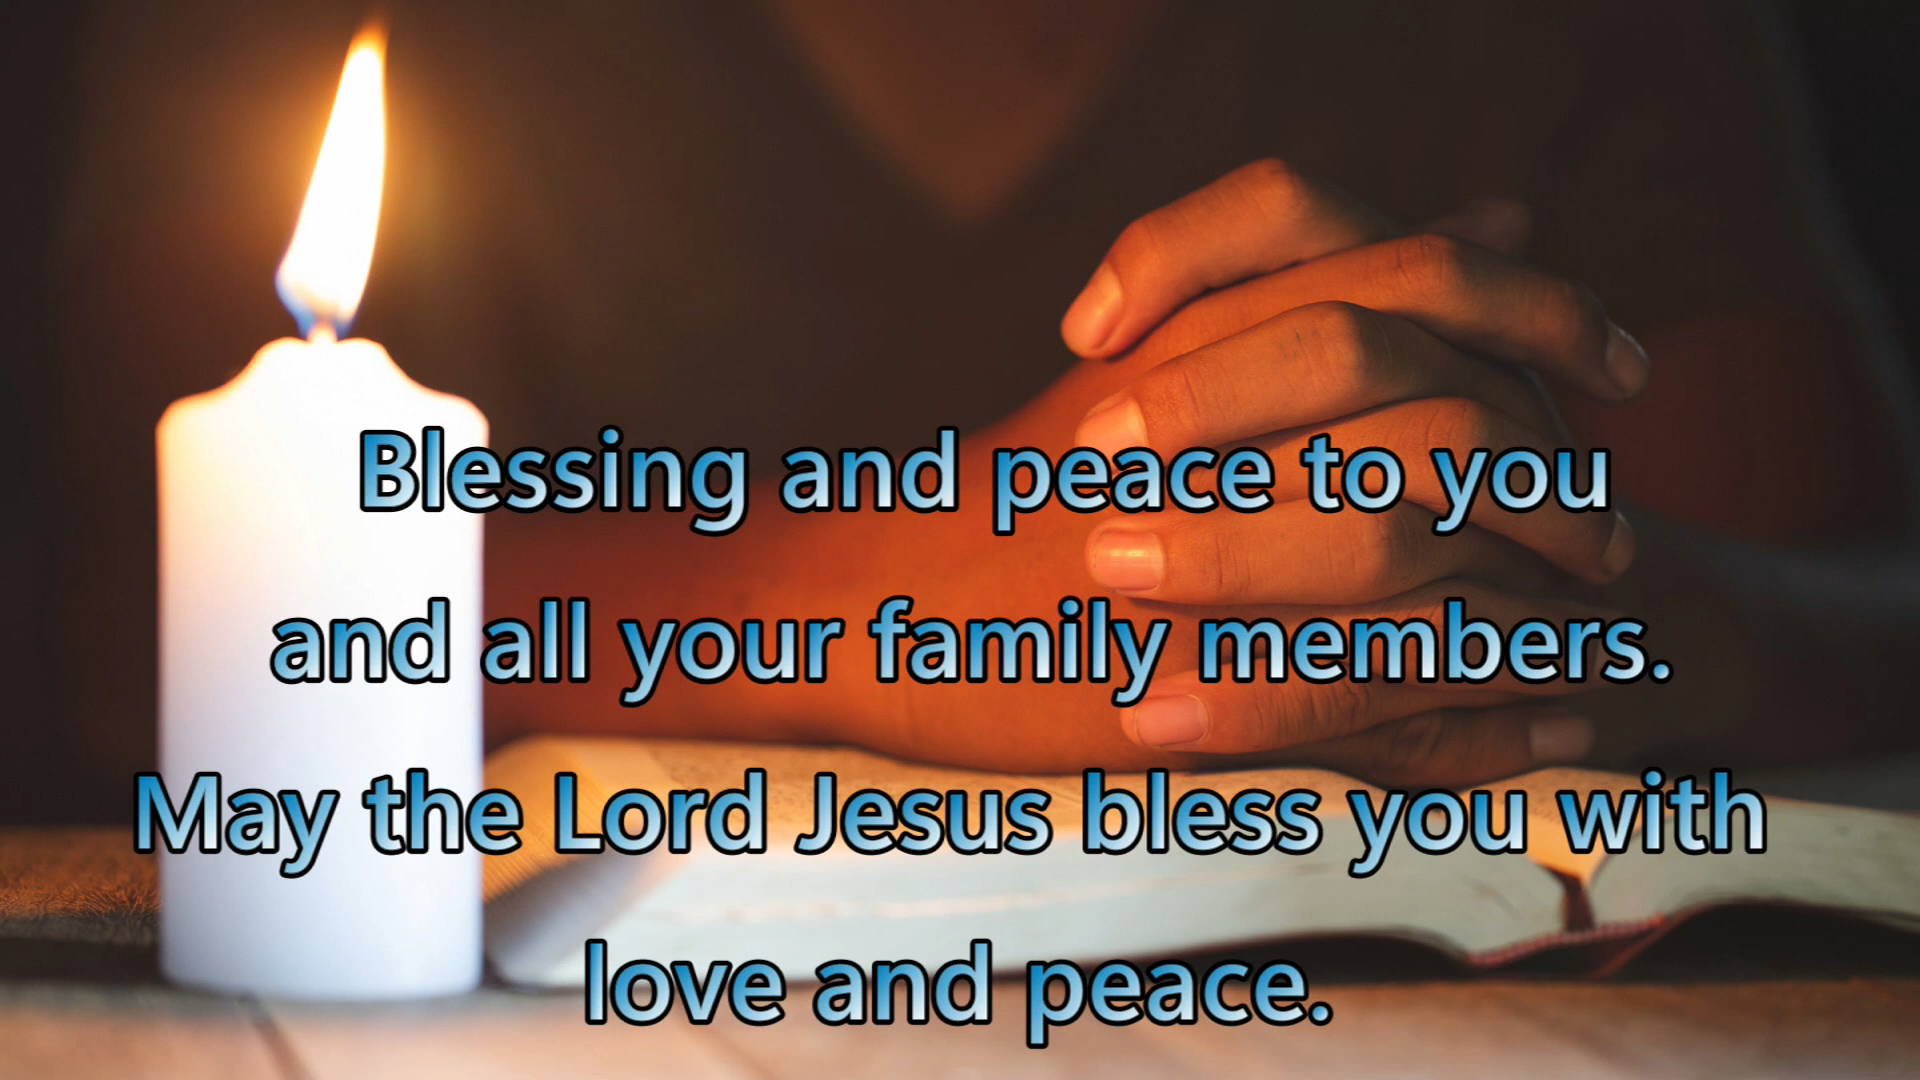 Blessing and peace to you
and all your family members.
May the Lord Jesus bless you with
love and peace.